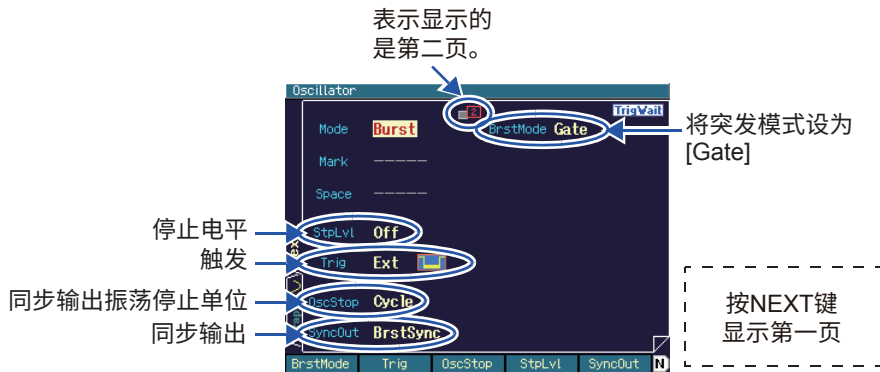 表示显示的
是第二页。
Oscillator
2
TrigWait
Mode Burst
BrstMode Gate
将突发模式设为
[Gate]
Mark -----
Space -----
停止电平
StpLvl Off
触发
Trig Ext
同步输出振荡停止单位
OscStop Cycle
同步输出
SyncOut BrstSync
按NEXT键
显示第一页
BrstMode Trig OscStop StpLvl SyncOut N